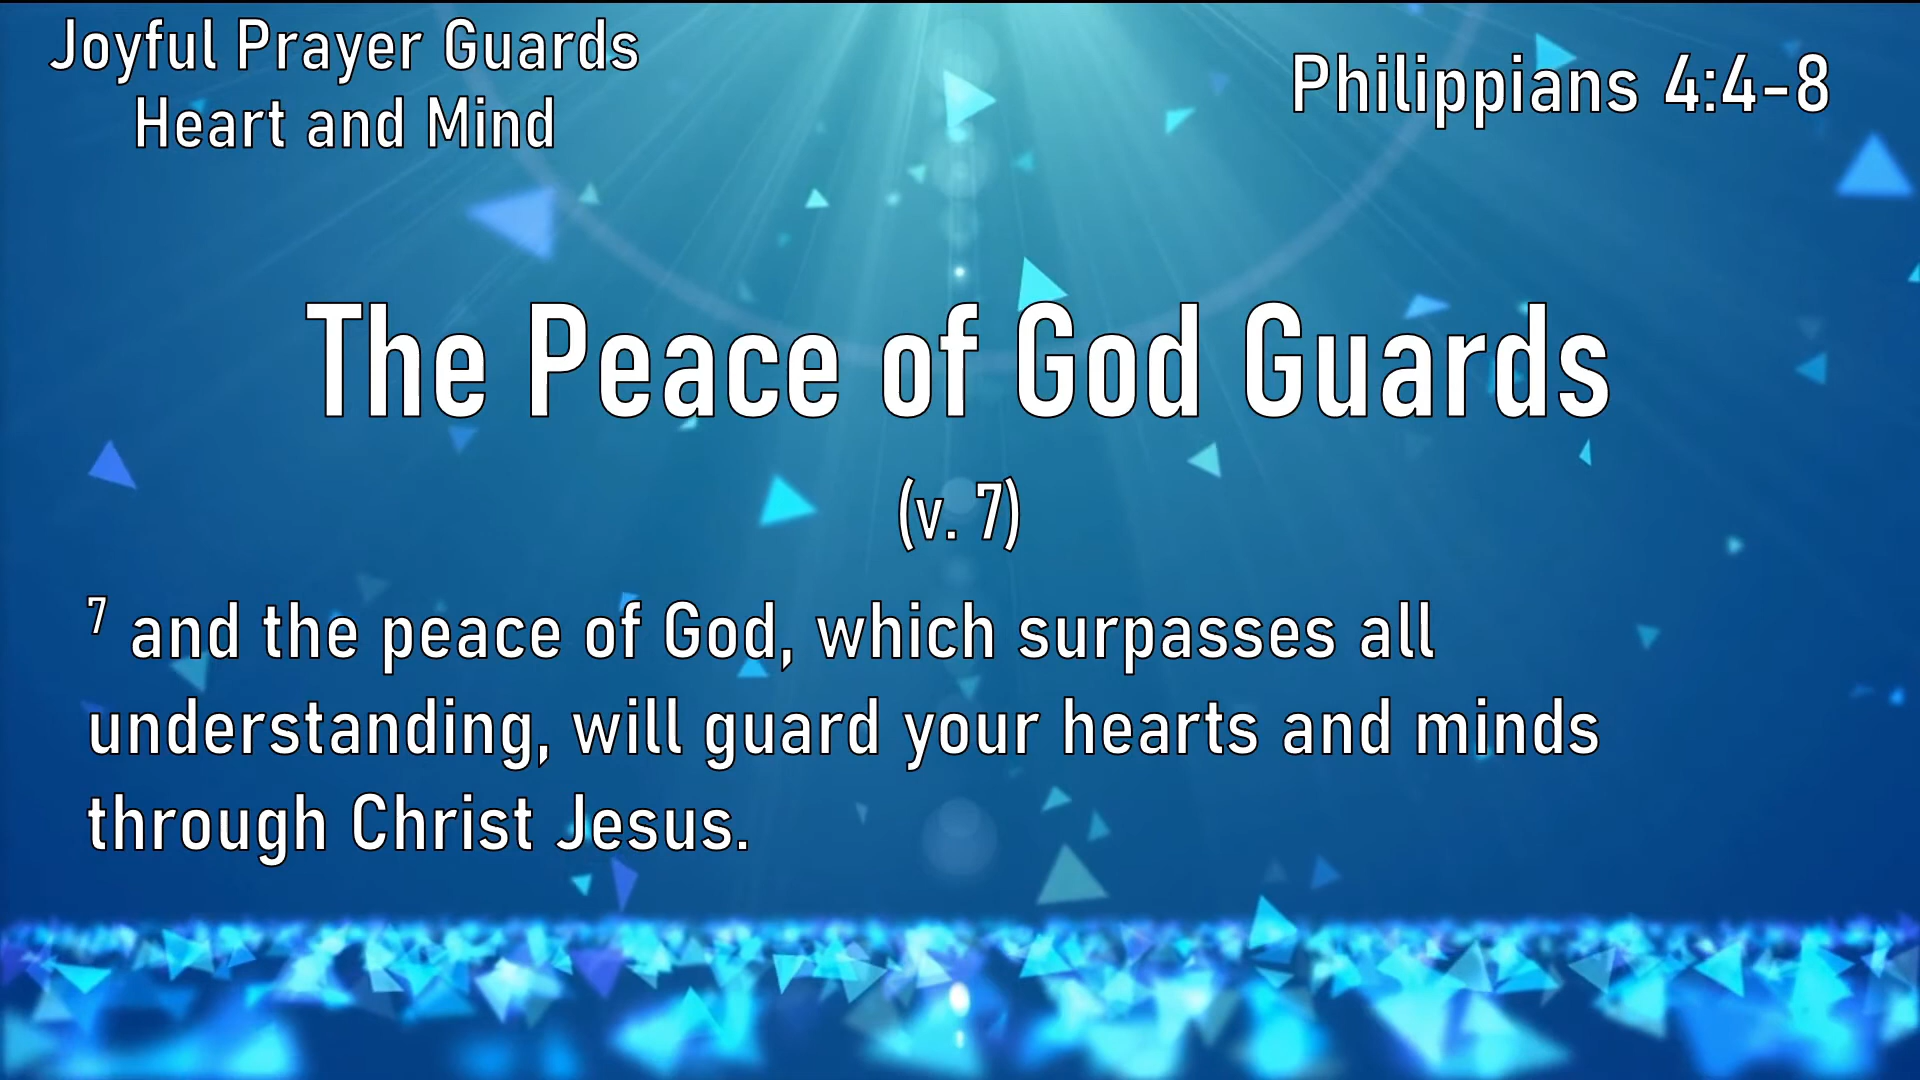 Joyful Prayer Guards
Heart and Mind
Philippians 4:4-8
The Peace of God Guards
(v. 7)
7 and the peace of God, which surpasses all
understanding, will guard your hearts and minds
through Christ Jesus.